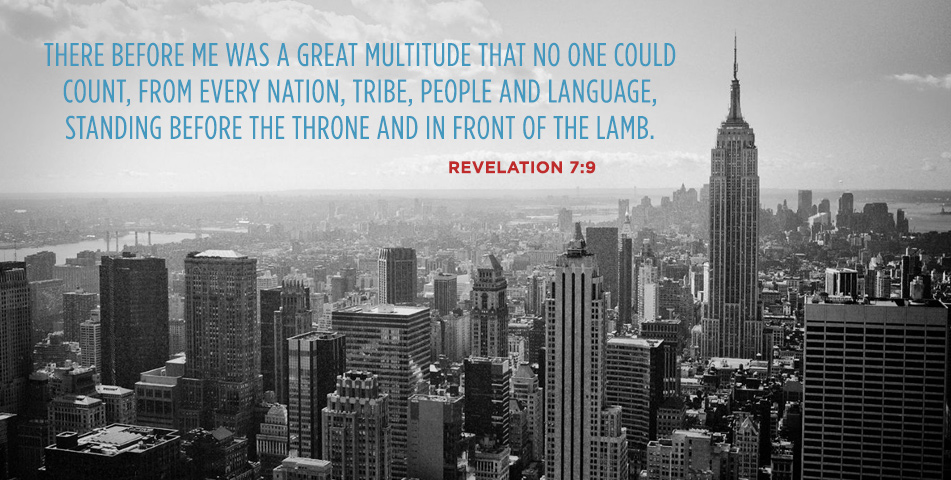 THERE BEFORE ME WAS A GREAT MULTITUDE THAT NO ONE COULD
COUNT, FROM EVERY NATION, TRIBE, PEOPLE AND LANGUAGE,
STANDING BEFORE THE THRONE AND IN FRONT OF THE LAMB.
REVELATION 7:9